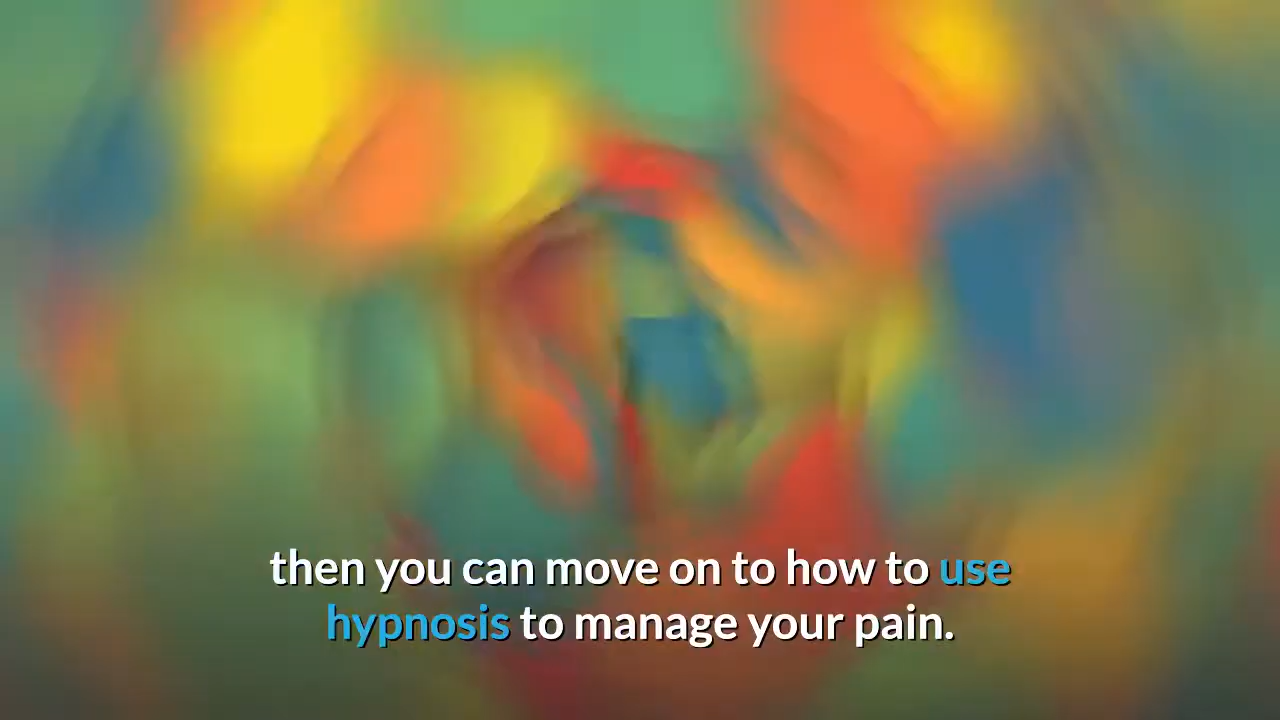 then you can move on to how to use
hypnosis to manage your pain.